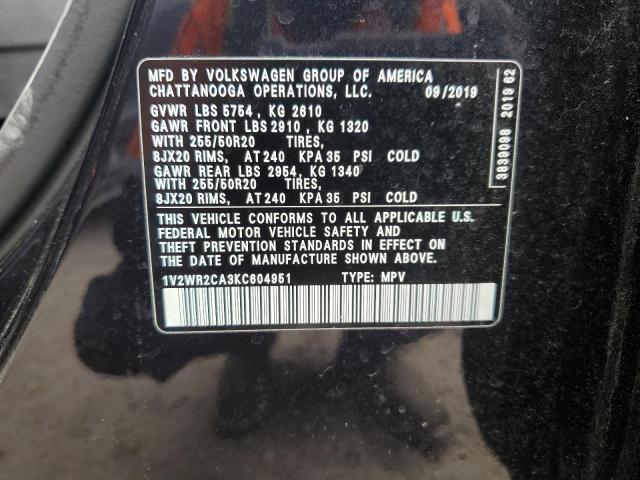 MFD BY VOLKSWAGEN GROUP OF AMERICA
CHATTANOOGA OPERATIONS, LLC. 09/2019
GVWR LBS 5754 , KG 2610
GAWR FRONT LBS 2910 , KG 1320
WITH 255/50R20 TIRES,
8JX20 RIMS, AT 240 KPA 35 PSI COLD
GAWR REAR LBS 2954, KG 1340
WITH 255/50R20 TIRES,
8JX20 RIMS, AT 240 KPA 35 PSI COLD
THIS VEHICLE CONFORMS TO ALL APPLICABLE U.S.
FEDERAL MOTOR VEHICLE SAFETY AND
THEFT PREVENTION STANDARDS IN EFFECT ON
THE DATE OF MANUFACTURE SHOWN ABOVE.
1V2WR2CA3KC604951 TYPE: MPV
3839098 2019 62